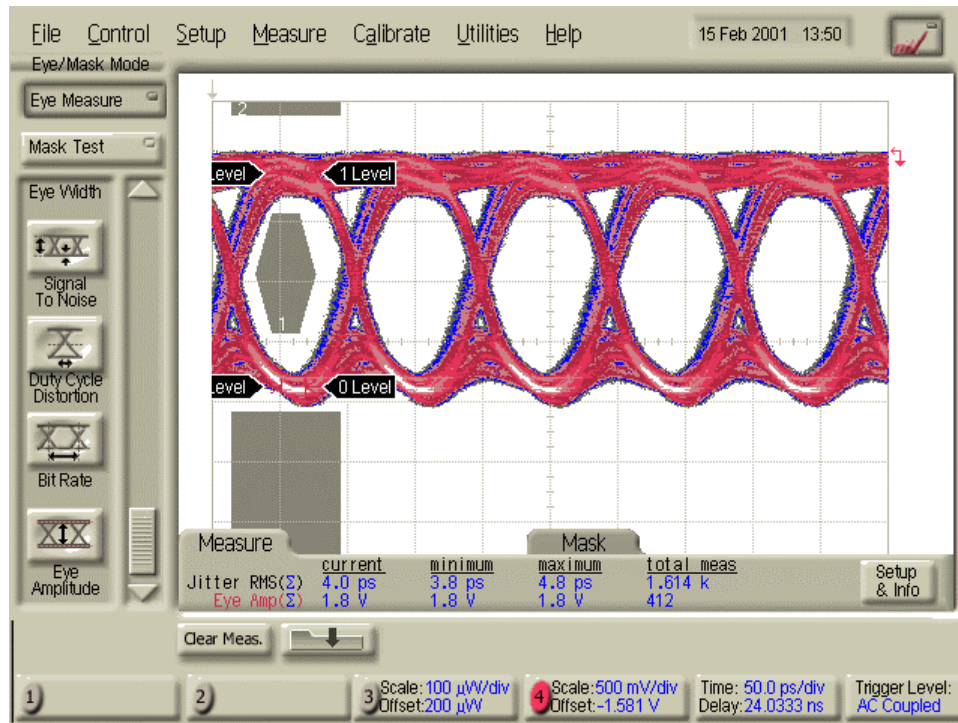 File Control Setup Measure Calibrate Utilities Help 15 Feb 2001 13:50
Eye/Mask Mode
Eye Measure
Mask Test
Eye Width
Signal
To Noise
Duty Cycle
Distortion
Bit Rate
Eye
Amplitude
2
Level 1 Level
1
Level 0 Level
Measure Mask
current minimum maximum total meas
Jitter RMS(Σ) 4.0 ps 3.8 ps 4.8 ps 1.614 k
Eye Amp(Σ) 1.8 V 1.8 V 1.8 V 412
Setup
& Info
Clear Meas.
1) 2) 3) Scale:100 µW/div 4) Scale:500 mV/div Time: 50.0 ps/div Trigger Level:
Offset:200 µW Offset:-1.581 V Delay:24.0333 ns AC Coupled